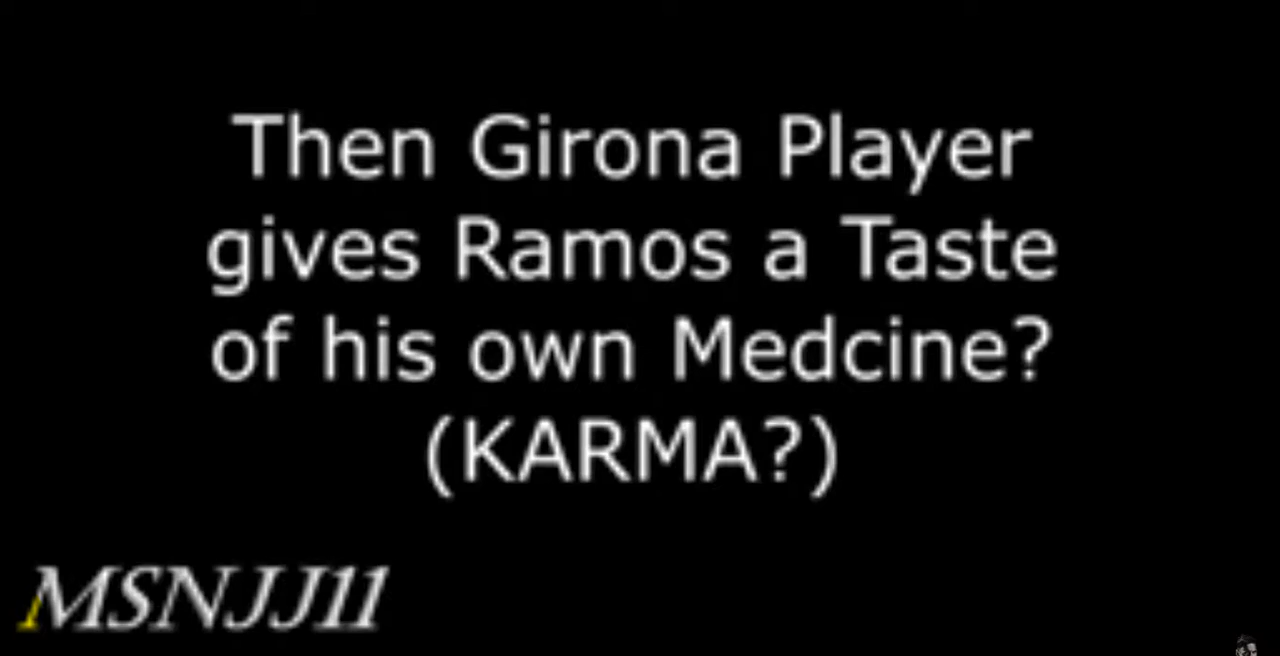 Then Girona Player
gives Ramos a Taste
of his own Medcine?
(KARMA?)
MSNJJ11